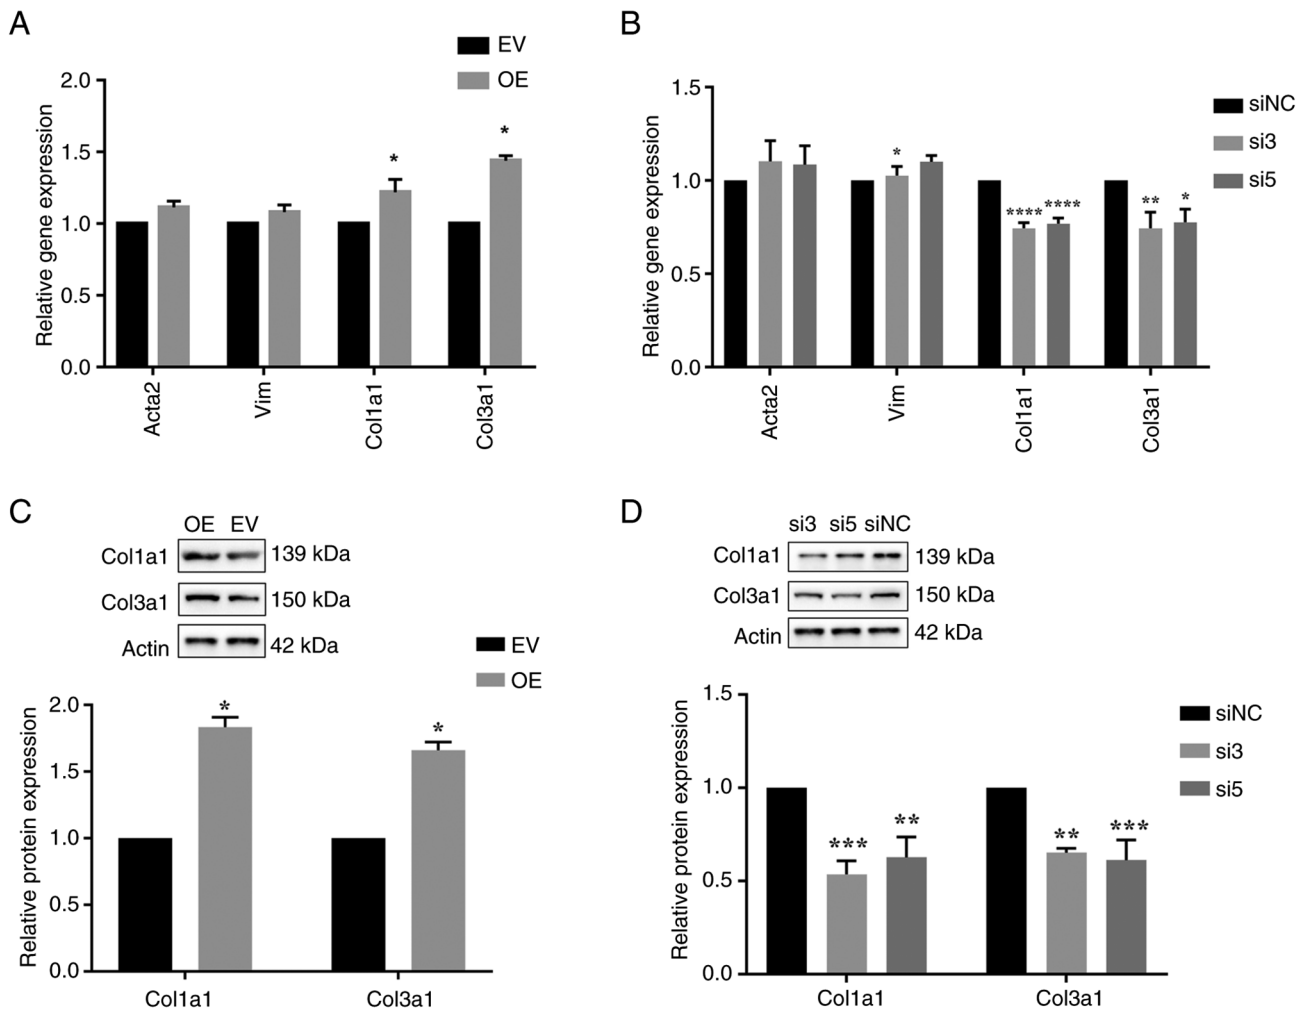 A
EV
OE
Relative gene expression
2.0
1.5
1.0
0.5
0.0
*
*
Acta2
Vim
Col1a1
Col3a1
B
siNC
si3
si5
Relative gene expression
1.5
1.0
0.5
0.0
*
****
****
**
*
Acta2
Vim
Col1a1
Col3a1
C
OE EV
Col1a1 139 kDa
Col3a1 150 kDa
Actin 42 kDa
EV
OE
Relative protein expression
2.0
1.5
1.0
0.5
0.0
*
*
Col1a1
Col3a1
D
si3 si5 siNC
Col1a1 139 kDa
Col3a1 150 kDa
Actin 42 kDa
siNC
si3
si5
Relative protein expression
1.5
1.0
0.5
0.0
***
**
**
***
Col1a1
Col3a1